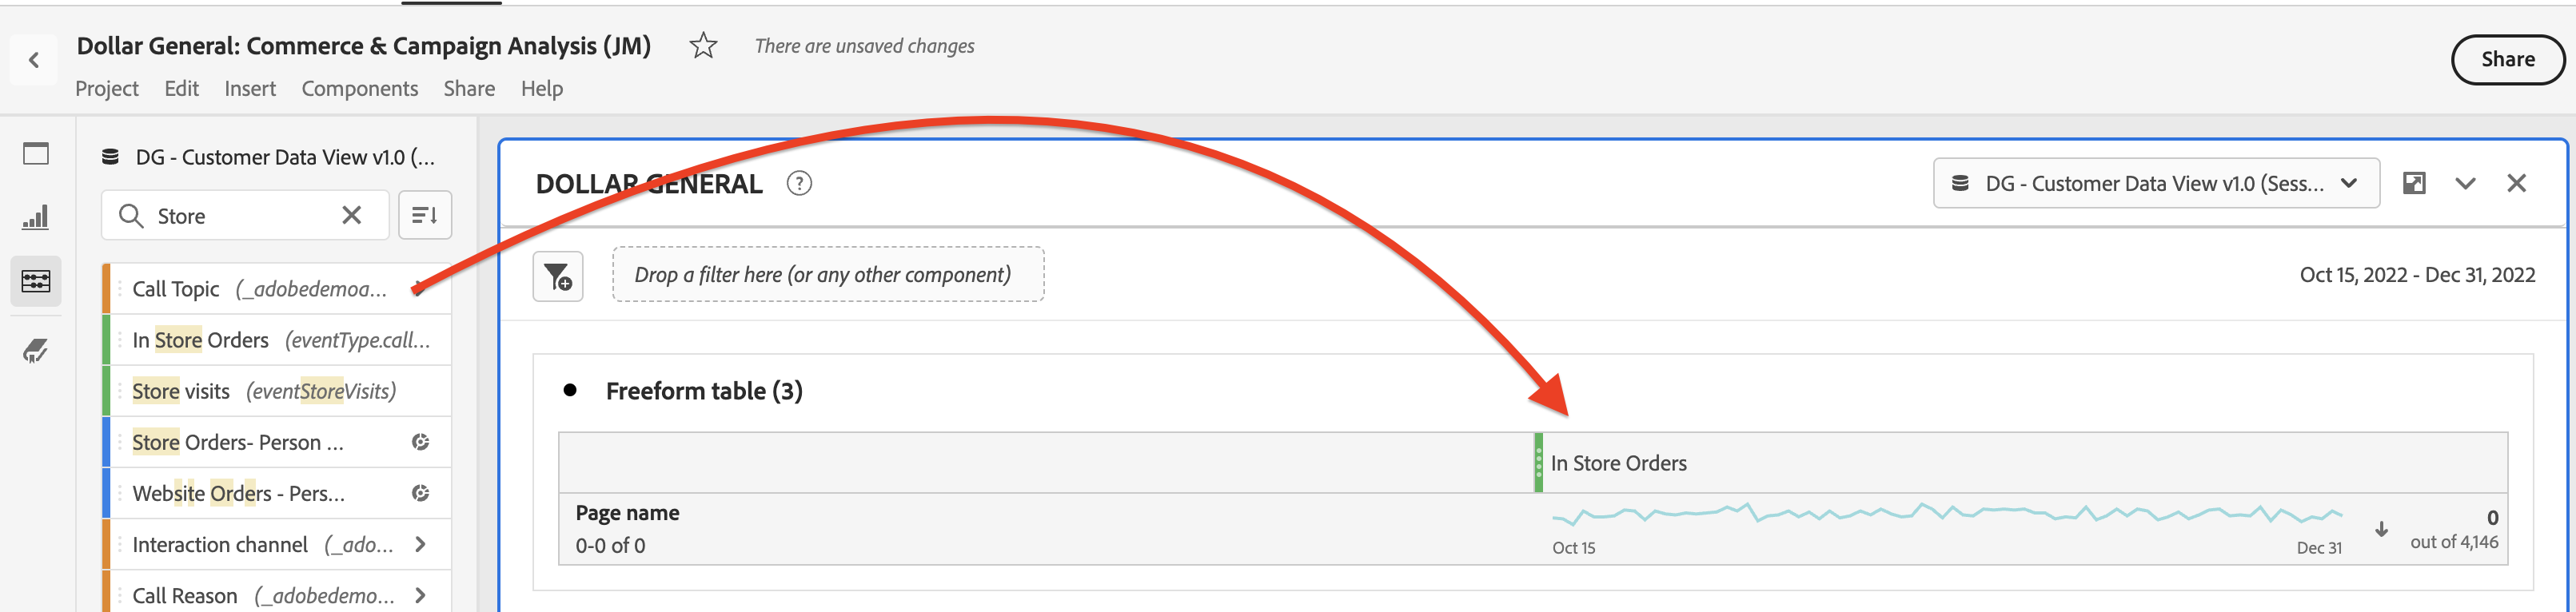 Dollar General: Commerce & Campaign Analysis (JM) There are unsaved changes
Share
Project Edit Insert Components Share Help
DG - Customer Data View v1.0 (...
Store
Call Topic (_adobedemoa...
In Store Orders (eventType.call...
Store visits (eventStoreVisits)
Store Orders- Person ...
Website Orders - Pers...
Interaction channel (_ado...
Call Reason (_adobedemo...
DOLLAR GENERAL ?
DG - Customer Data View v1.0 (Sess...
Drop a filter here (or any other component)
Oct 15, 2022 - Dec 31, 2022
Freeform table (3)
In Store Orders
Page name
0-0 of 0
Oct 15
Dec 31
0
out of 4,146